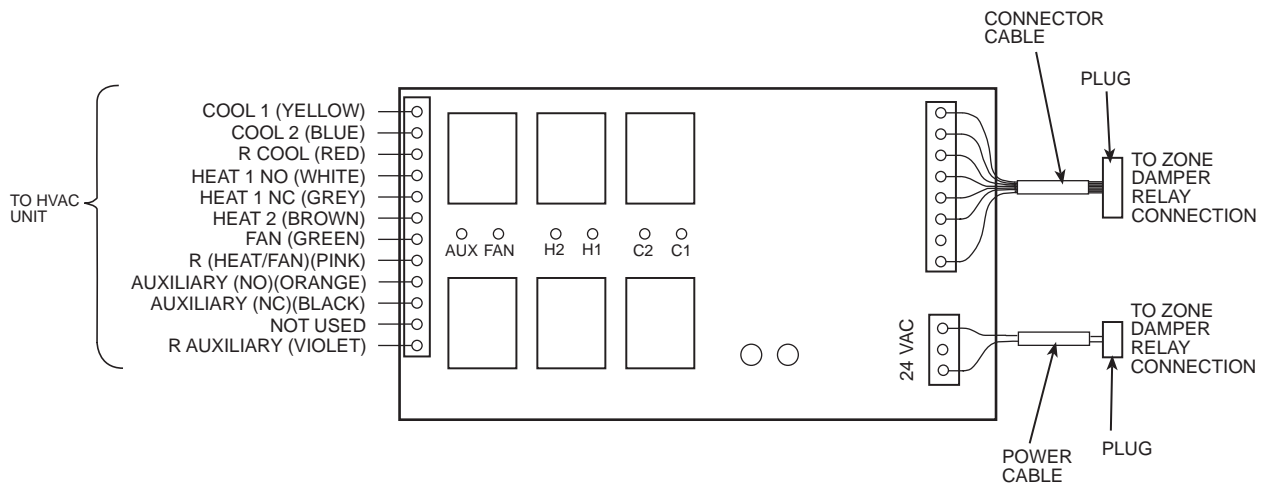 CONNECTOR
CABLE
PLUG
TO HVAC
UNIT
COOL 1 (YELLOW)
COOL 2 (BLUE)
R COOL (RED)
HEAT 1 NO (WHITE)
HEAT 1 NC (GREY)
HEAT 2 (BROWN)
FAN (GREEN)
R (HEAT/FAN)(PINK)
AUXILIARY (NO)(ORANGE)
AUXILIARY (NC)(BLACK)
NOT USED
R AUXILIARY (VIOLET)
AUX FAN H2 H1 C2 C1
TO ZONE
DAMPER
RELAY
CONNECTION
24 VAC
TO ZONE
DAMPER
RELAY
CONNECTION
POWER
CABLE
PLUG